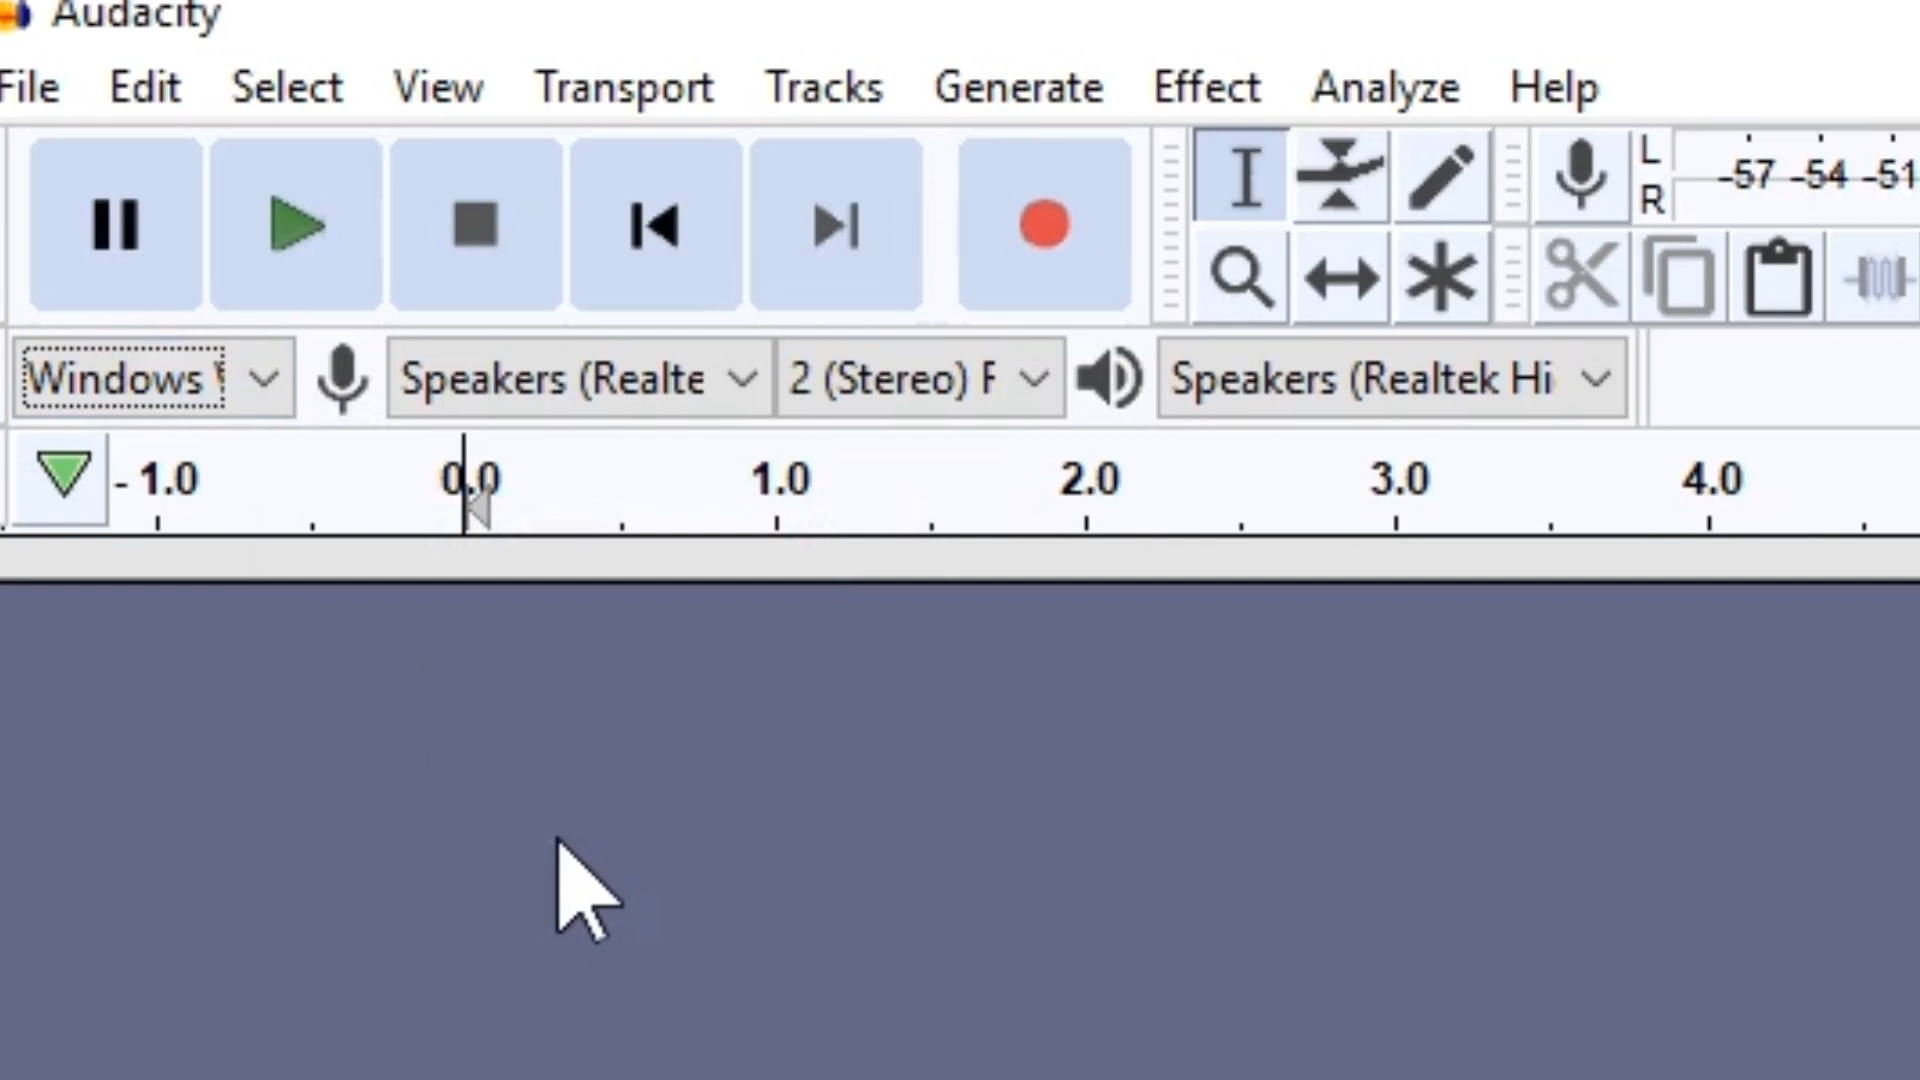 Audacity
File Edit Select View Transport Tracks Generate Effect Analyze Help
L
-57 -54 -51
R
Windows Speakers (Realte 2 (Stereo) F Speakers (Realtek Hi
- 1.0 0.0 1.0 2.0 3.0 4.0